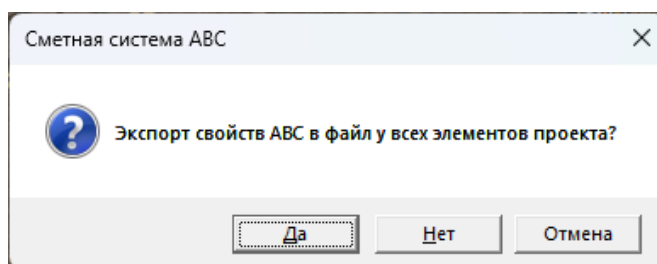 Сметная система АВС
Экспорт свойств АВС в файл у всех элементов проекта?
Да
Нет
Отмена